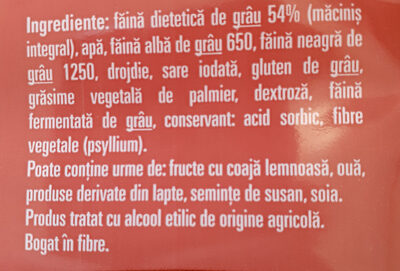 Ingrediente: făină dietetică de grâu 54% (măciniș
integral), apă, făină albă de grâu 650, făină neagră de
grâu 1250, drojdie, sare iodată, gluten de grâu,
grăsime vegetală de palmier, dextroză, făină
fermentată de grâu, conservant: acid sorbic, fibre
vegetale (psyllium).
Poate conține urme de: fructe cu coajă lemnoasă, ouă,
produse derivate din lapte, semințe de susan, soia.
Produs tratat cu alcool etilic de origine agricolă.
Bogat în fibre.